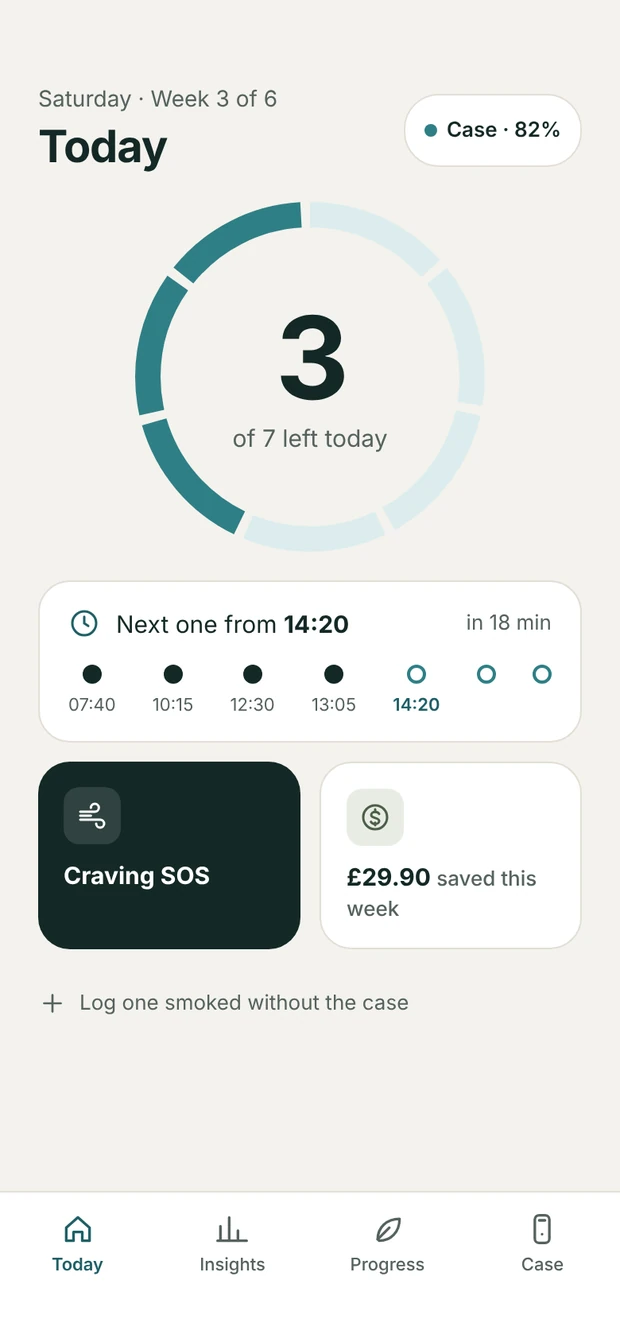 Saturday · Week 3 of 6
Today
Case · 82%
3
of 7 left today
Next one from 14:20
in 18 min
07:40
10:15
12:30
13:05
14:20
Craving SOS
£29.90 saved this
week
Log one smoked without the case
Today
Insights
Progress
Case